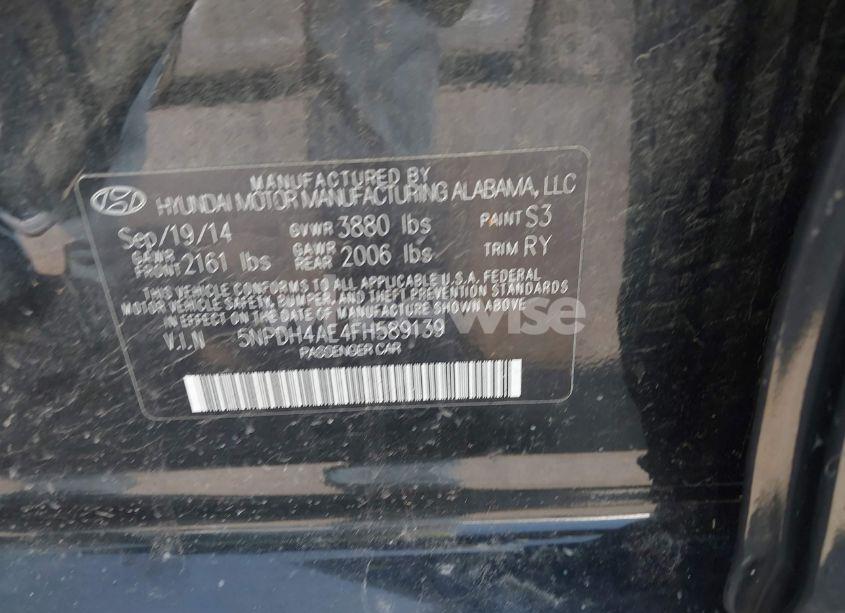 MANUFACTURED BY
HYUNDAI MOTOR MANUFACTURING ALABAMA, LLC
Sep/19/14 GVWR 3880 lbs PAINT S3
GAWR FRONT 2161 lbs GAWR REAR 2006 lbs TRIM RY
THIS VEHICLE CONFORMS TO ALL APPLICABLE U.S.A. FEDERAL
MOTOR VEHICLE SAFETY, BUMPER, AND THEFT PREVENTION STANDARDS
IN EFFECT ON THE DATE OF MANUFACTURE SHOWN ABOVE
V.I.N 5NPDH4AE4FH589139
PASSENGER CAR